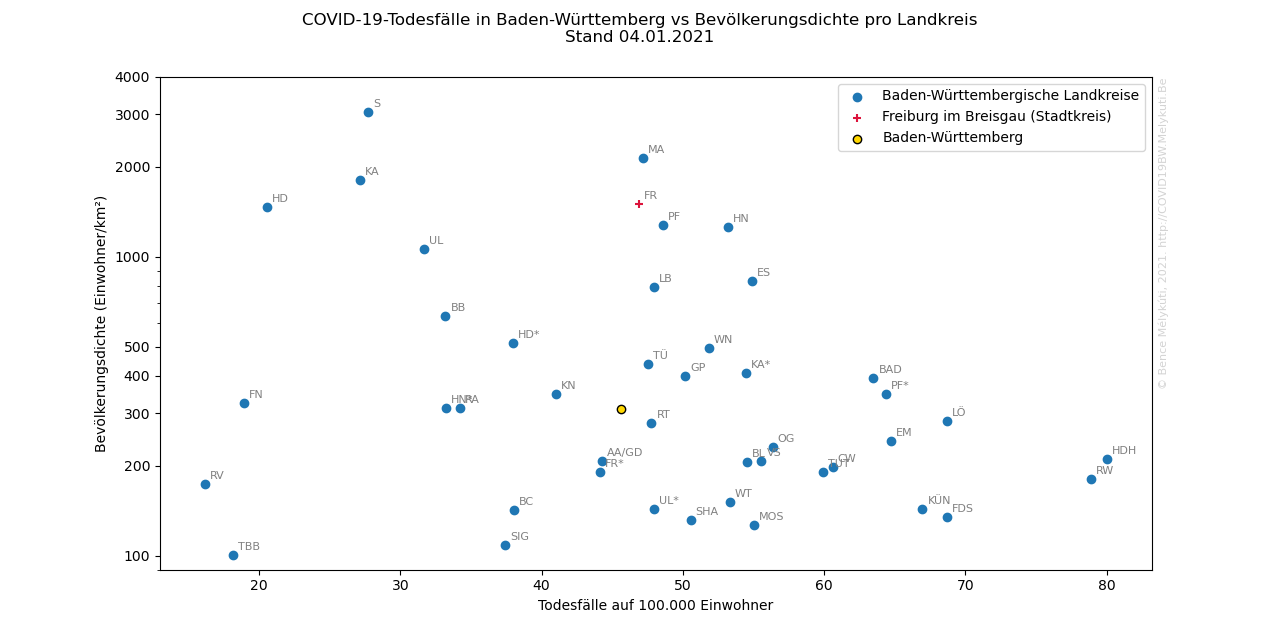 COVID-19-Todesfälle in Baden-Württemberg vs Bevölkerungsdichte pro Landkreis
Stand 04.01.2021
Baden-Württembergische Landkreise
Freiburg im Breisgau (Stadtkreis)
Baden-Württemberg
Bevölkerungsdichte (Einwohner/km²)
4000
3000
2000
1000
500
400
300
200
100
S
MA
KA
HD
FR
PF
HN
UL
LB
ES
BB
HD*
WN
TÜ
GP
KA*
BAD
PF*
KN
FN
HN*
RA
RT
LÖ
EM
OG
AA/GD
FR*
BL
VS
CW
TUT
HDH
RW
RV
BC
UL*
WT
SHA
MOS
KÜN
FDS
SIG
TBB
20
30
40
50
60
70
80
Todesfälle auf 100.000 Einwohner
© Bence Mélykúti, 2021. http://COVID19BW.Melykuti.Be